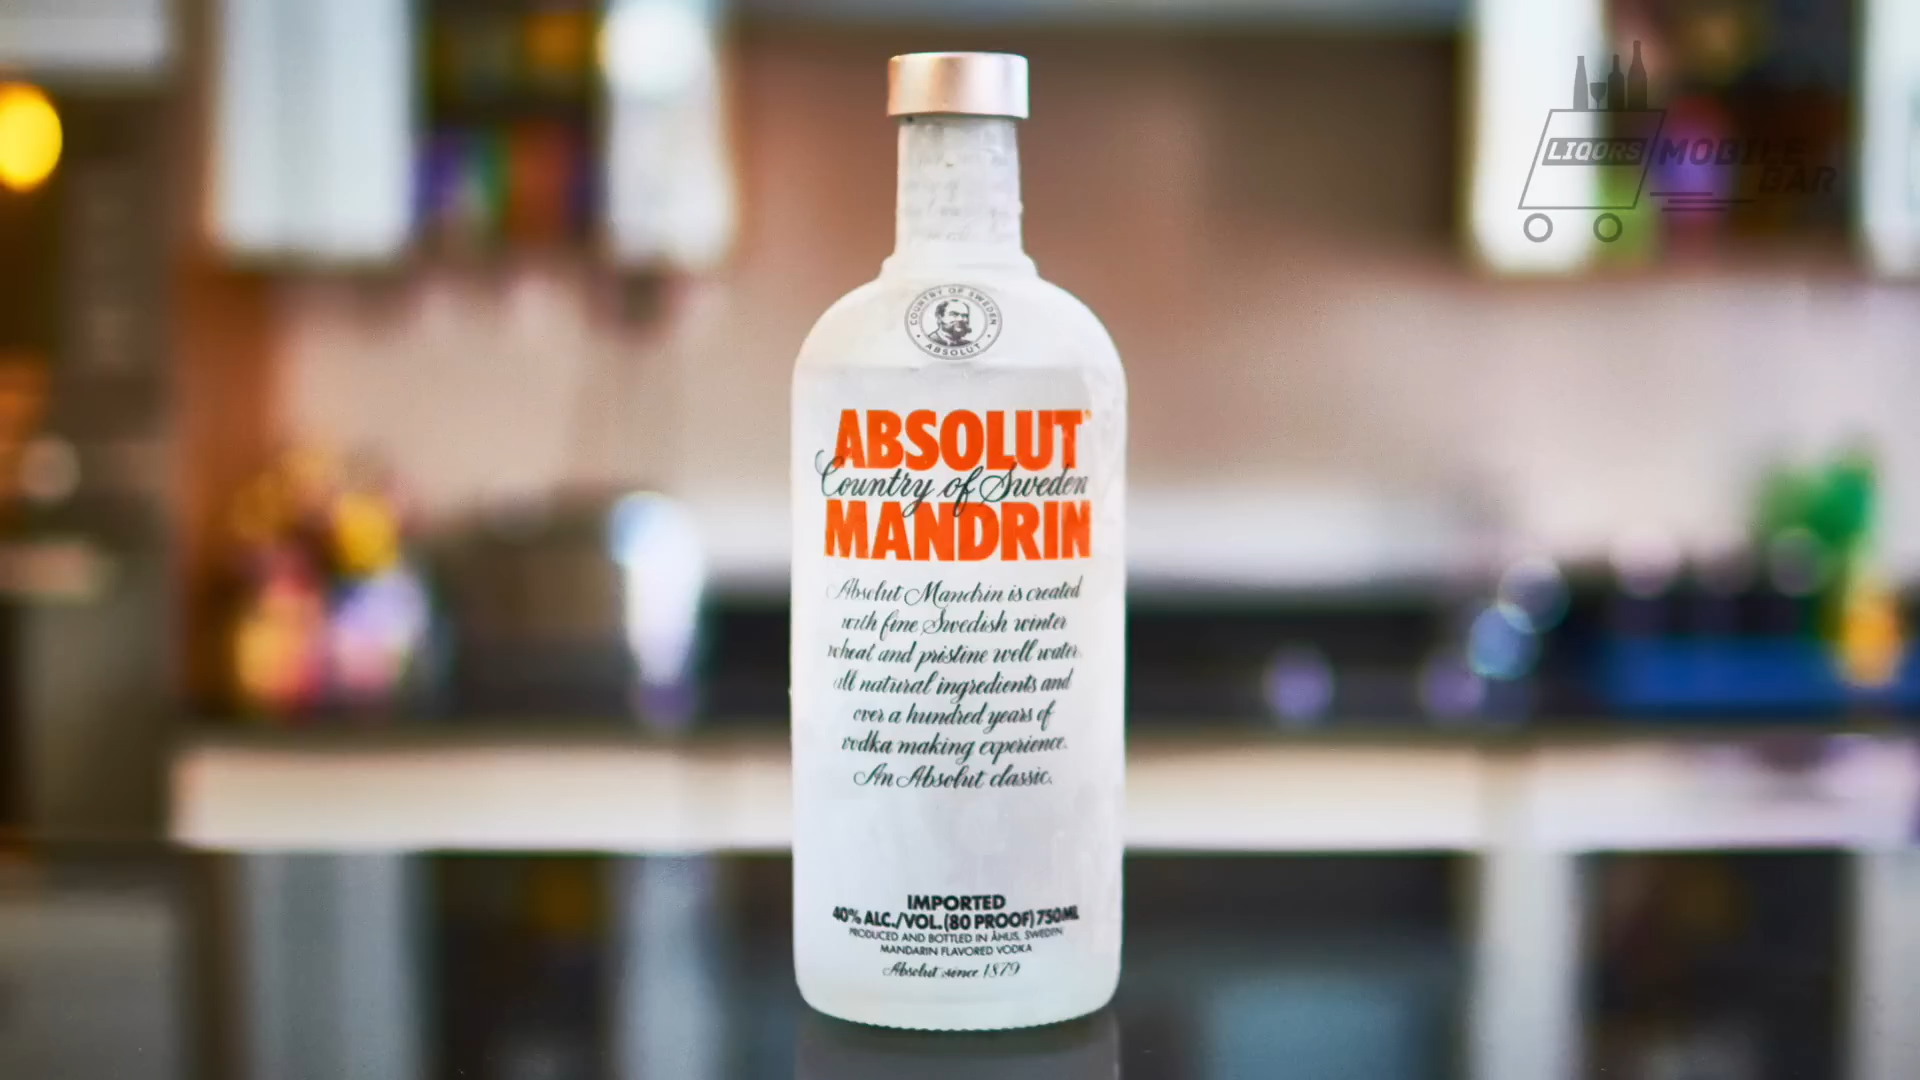 LIQORS MOBILE
BAR
COUNTRY OF SWEDEN
ABSOLUT
ABSOLUT
Country of Sweden
MANDRIN
Absolut Mandrin is created
with fine Swedish winter
wheat and pristine well water,
all natural ingredients and
over a hundred years of
vodka making experience.
An Absolut classic.
IMPORTED
40% ALC./VOL. (80 PROOF) 750ML
PRODUCED AND BOTTLED IN ÅHUS, SWEDEN
MANDARIN FLAVORED VODKA
Absolut since 1879